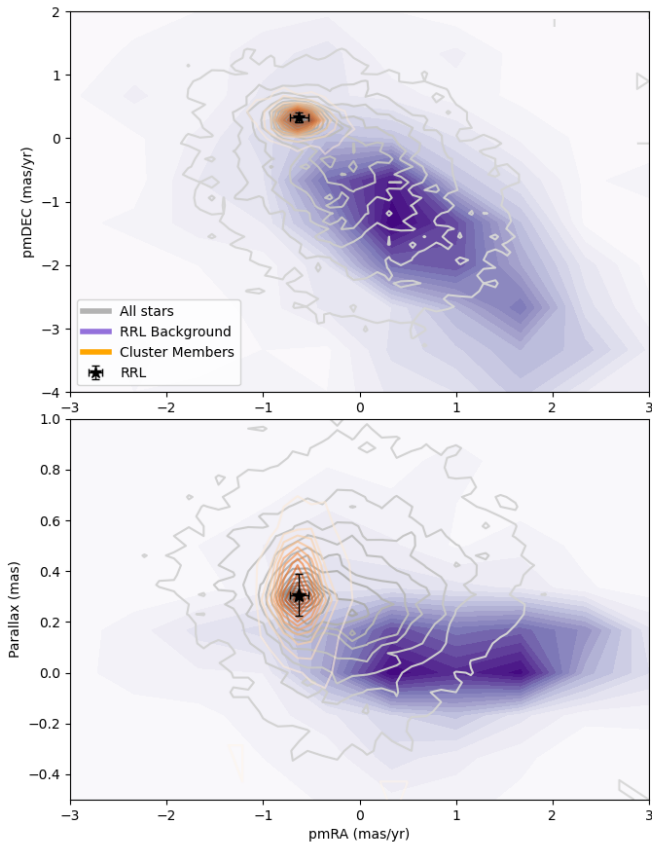 2
1
0
−1
−2
−3
−4
pmDEC (mas/yr)
All stars
RRL Background
Cluster Members
RRL
−3 −2 −1 0 1 2 3
1.0
0.8
0.6
0.4
0.2
0.0
−0.2
−0.4
Parallax (mas)
−3 −2 −1 0 1 2 3
pmRA (mas/yr)